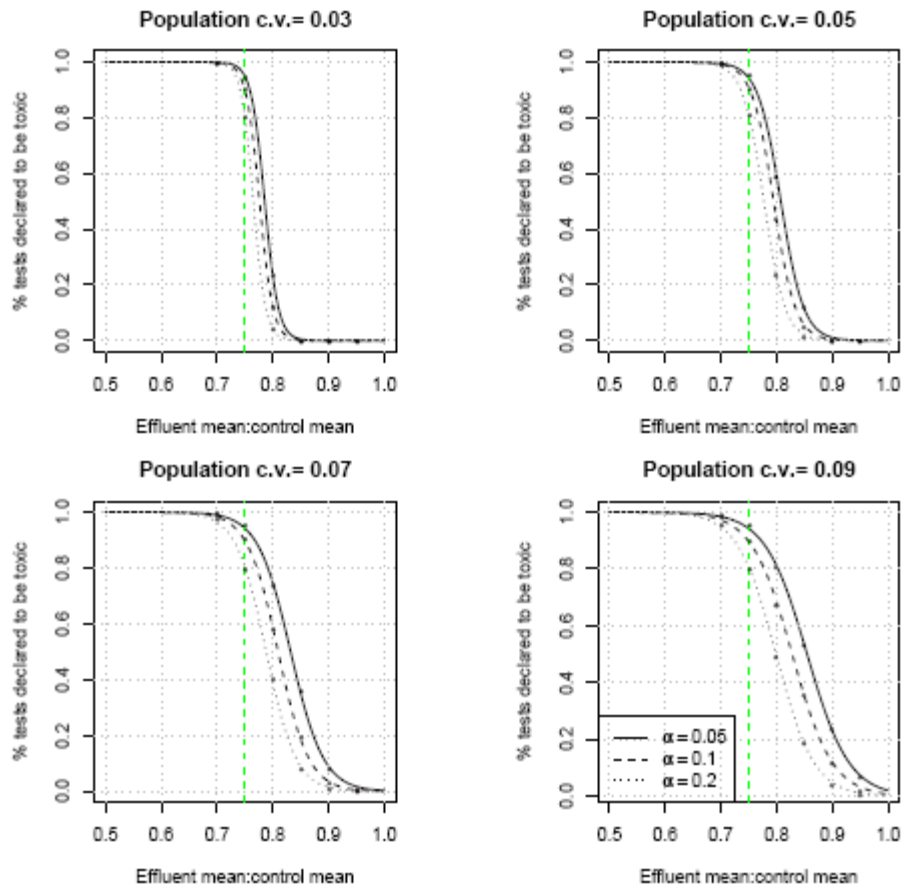 Population c.v.= 0.03
% tests declared to be toxic
1.0
0.8
0.6
0.4
0.2
0.0
0.5 0.6 0.7 0.8 0.9 1.0
Effluent mean:control mean
Population c.v.= 0.05
% tests declared to be toxic
1.0
0.8
0.6
0.4
0.2
0.0
0.5 0.6 0.7 0.8 0.9 1.0
Effluent mean:control mean
Population c.v.= 0.07
% tests declared to be toxic
1.0
0.8
0.6
0.4
0.2
0.0
0.5 0.6 0.7 0.8 0.9 1.0
Effluent mean:control mean
Population c.v.= 0.09
% tests declared to be toxic
1.0
0.8
0.6
0.4
0.2
0.0
α = 0.05
α = 0.1
α = 0.2
0.5 0.6 0.7 0.8 0.9 1.0
Effluent mean:control mean